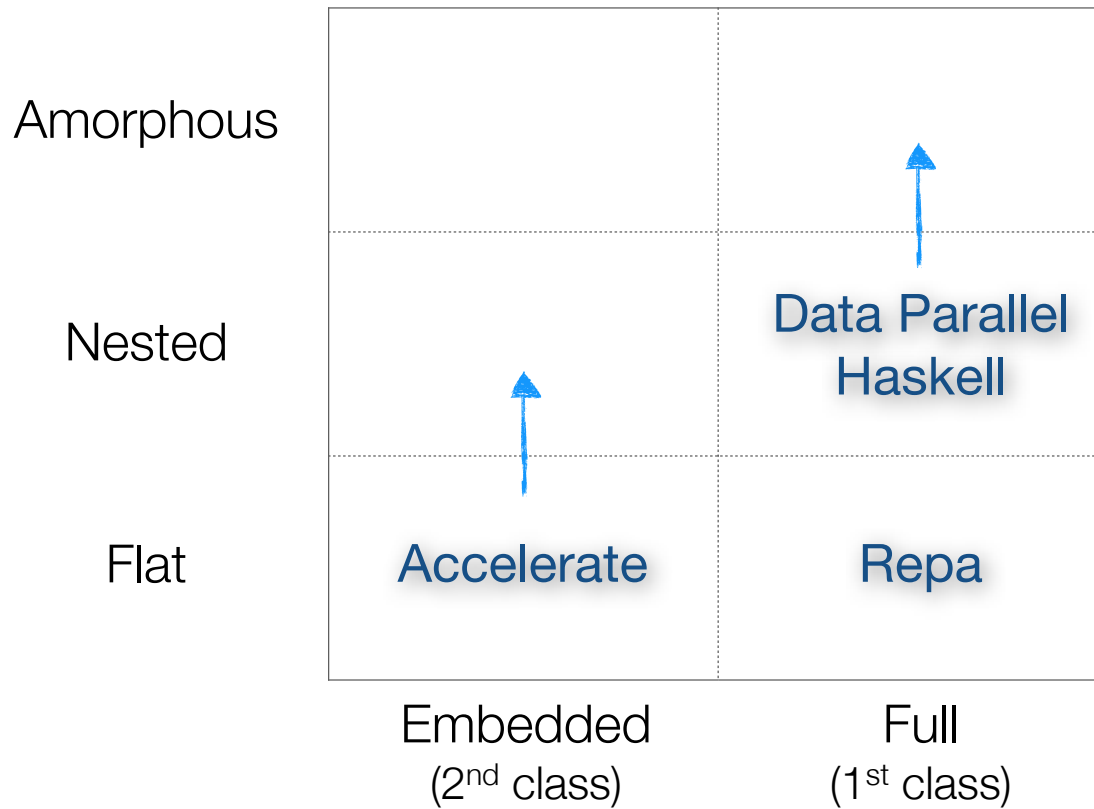 Amorphous
Nested
Data Parallel
Haskell
Flat
Accelerate
Repa
Embedded
Full
(2nd class)
(1st class)